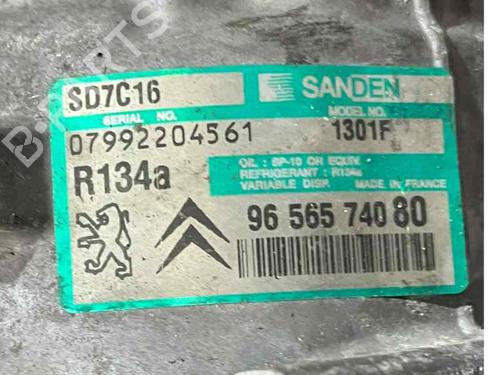 SD7C16 SANDEN
SERIAL NO. MODEL NO.
07992204561 1301F
R134a
OIL : SP-10 OR EQUIV.
REFRIGERANT : R134a
VARIABLE DISP. MADE IN FRANCE
96 565 740 80